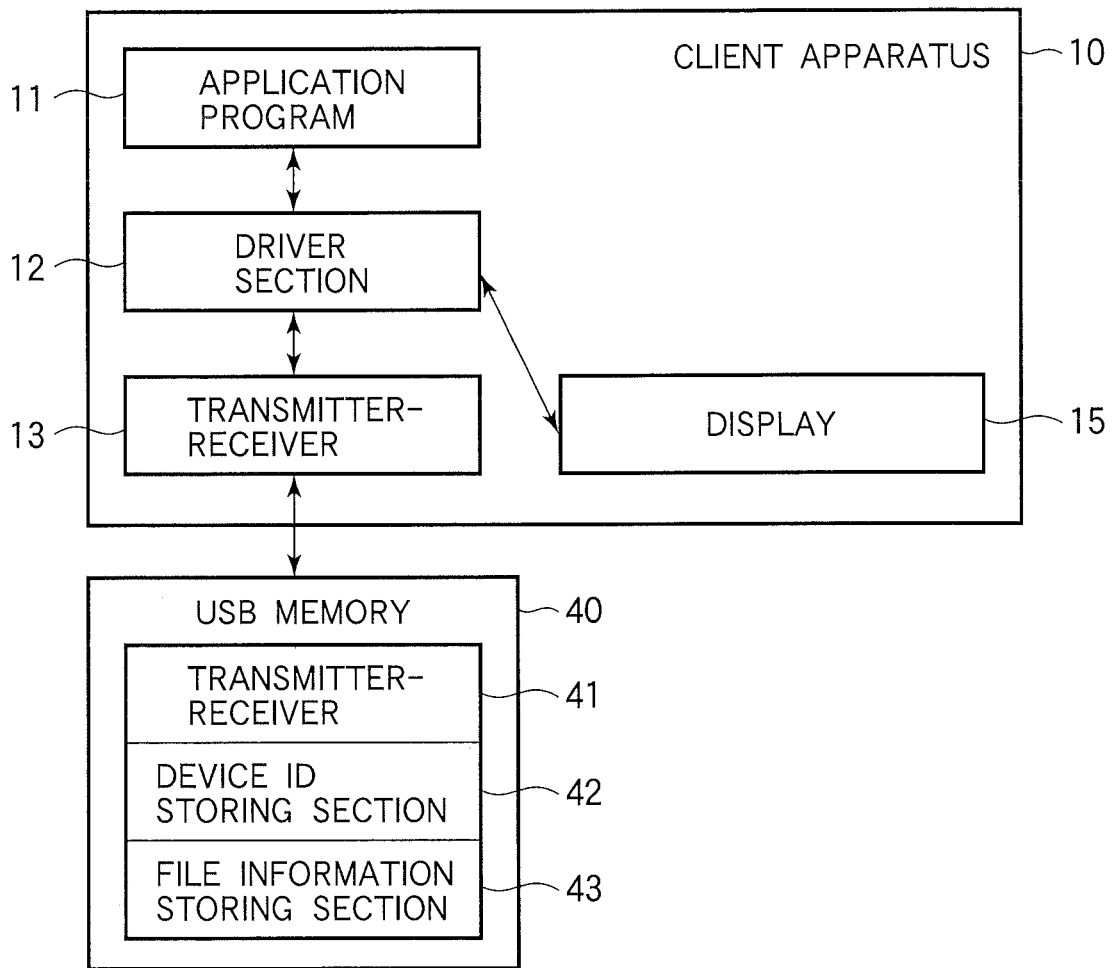 CLIENT APPARATUS
10
11
APPLICATION
PROGRAM
12
DRIVER
SECTION
13
TRANSMITTER-
RECEIVER
DISPLAY
15
USB MEMORY
40
TRANSMITTER-
RECEIVER
41
DEVICE ID
STORING SECTION
42
FILE INFORMATION
STORING SECTION
43